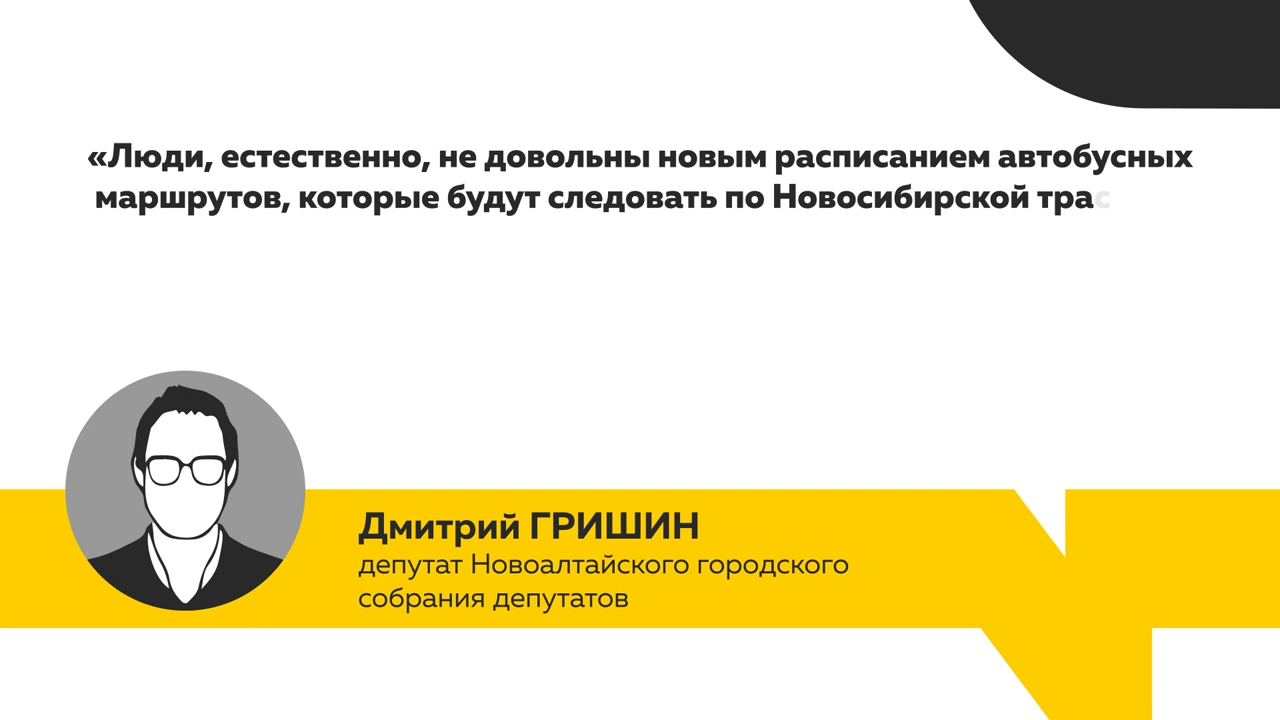 «Люди, естественно, не довольны новым расписанием автобусных
маршрутов, которые будут следовать по Новосибирской трас
Дмитрий ГРИШИН
депутат Новоалтайского городского
собрания депутатов